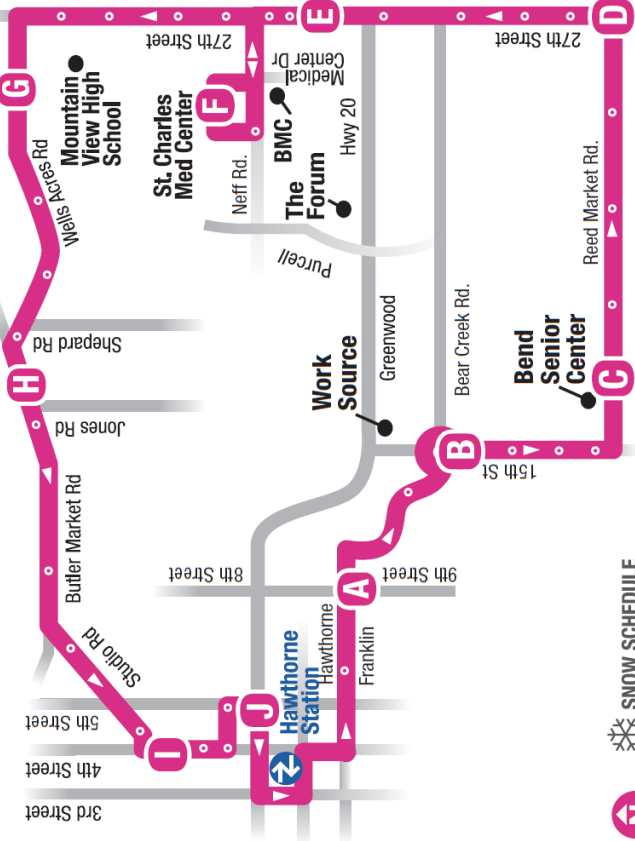 27th Street
G
Mountain
View High
School
Wells Acres Rd
St. Charles
Med Center
F
Neff Rd.
BMC
Medical
Center Dr
E
27th Street
D
The
Forum
Hwy 20
Purcell
Reed Market Rd.
Shepard Rd
H
Jones Rd
Butler Market Rd
Work
Source
Greenwood
Bear Creek Rd.
Bend
Senior
Center
C
B
15th St
8th Street
9th Street
A
Hawthorne
Franklin
Studio Rd
Hawthorne
Station
J
I
5th Street
4th Street
3rd Street
SNOW SCHEDULE